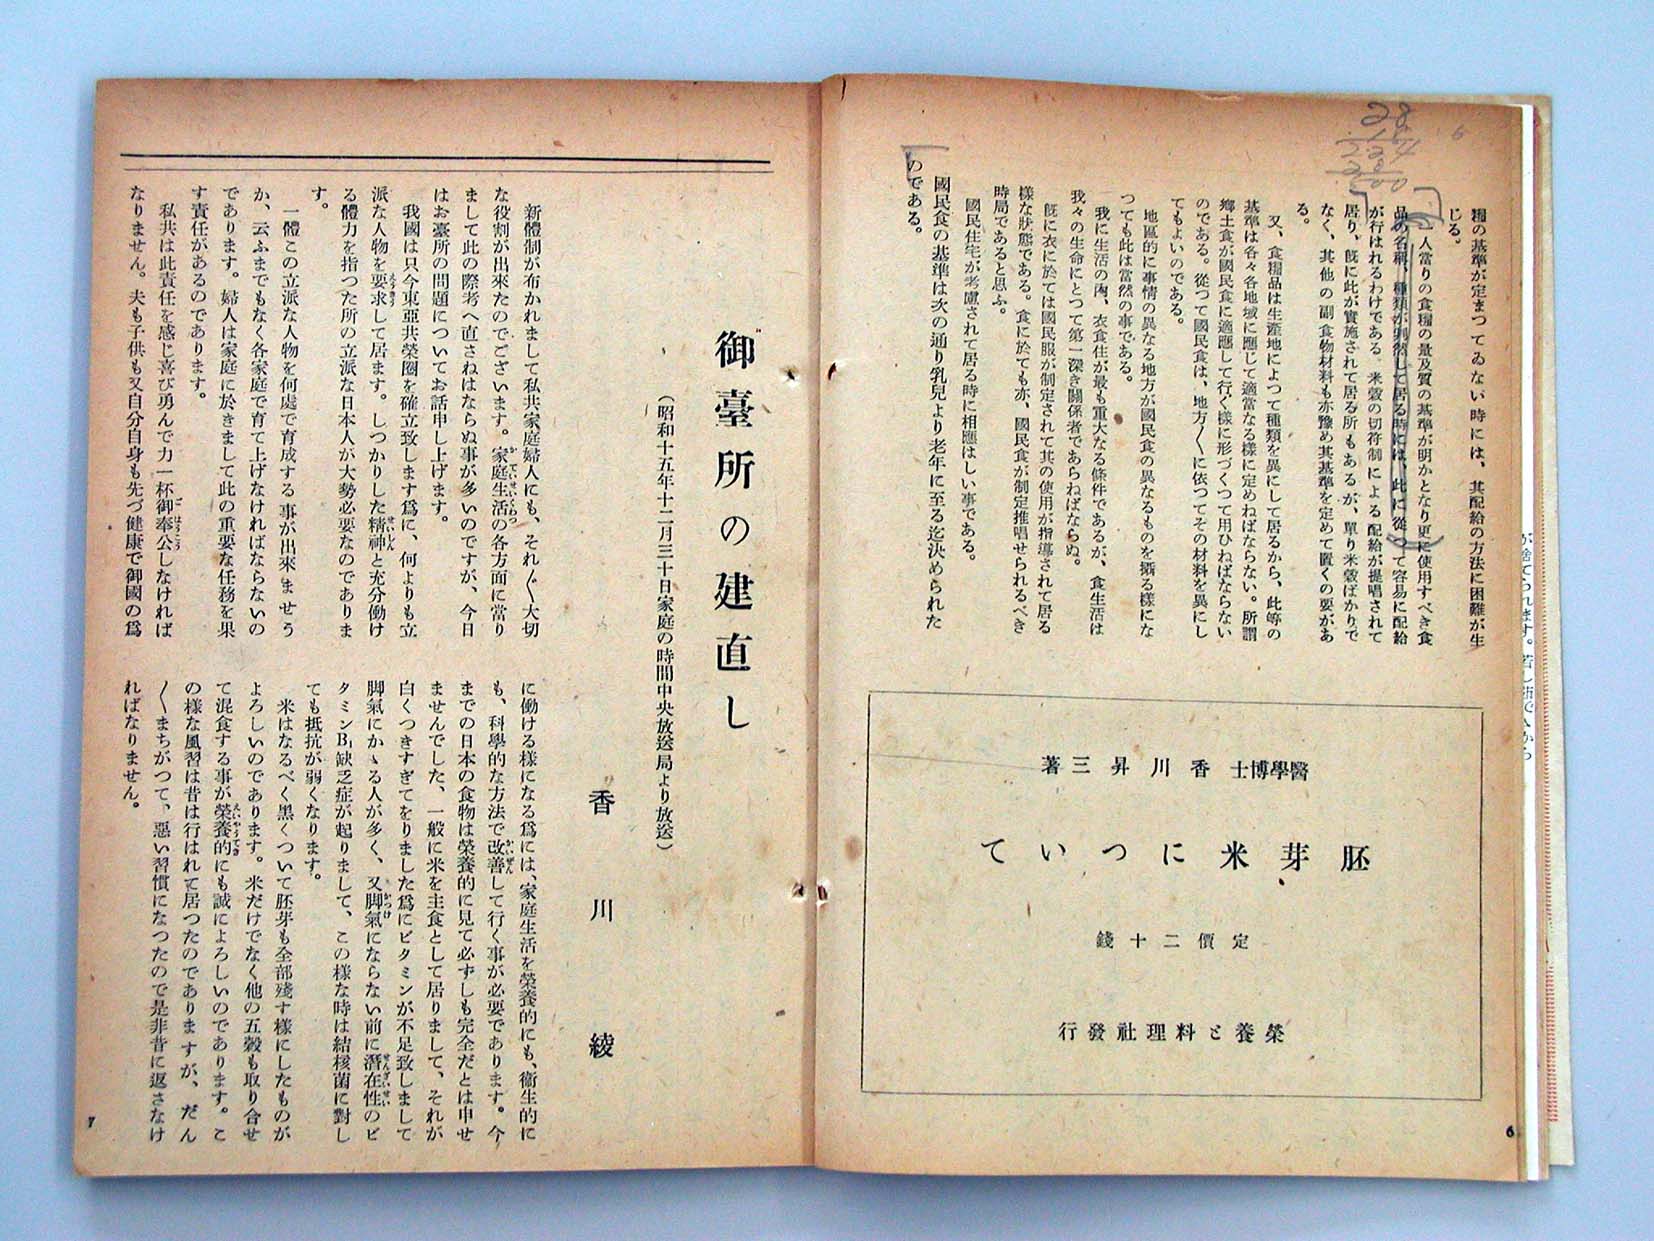 糧の基準が定まつてゐない時には、其配給の方法に困難が生
じる。
一人當りの食糧の量及質の基準が明かとなり更に使用すべき食
品の名稱、種類が判然して居る時には、此に從つて容易に配給
が行はれるわけである。米穀の切符制による配給が提唱されて
居り、旣に此が實施されて居る所もあるが、單り米穀ばかりで
なく、其他の副食物材料も亦豫め其基準を定めて置くの要があ
る。
又、食糧品は生產地によつて種類を異にして居るから、此等の
基準は各々各地域に應じて適當なる樣に定めねばならない。所謂
鄕土食が國民食に適應して行く樣に形づくつて用ひねばならない
のである。從つて國民食は、地方〱に依つてその材料を異にし
てもよいのである。
地區的に事情の異なる地方が國民食の異なるものを攝る樣にな
つても此は當然の事である。
我に生活の內、衣食住が最も重大なる條件であるが、食生活は
我々の生命にとつて第一深き關係者であらねばならぬ。
旣に衣に於ては國民服が制定されて其の使用が指導されて居る
樣な狀態である。食に於ても亦、國民食が制定推唱せられるべき
時局であると思ふ。
國民住宅が考慮されて居る時に相應はしい事である。
國民食の基準は次の通り乳兒より老年に至る迄決められた
のである。
28
醫學博士 香川昇三著
胚芽米について
定價二十錢
榮養と料理社發行
6
御臺所の建直し
(昭和十五年十二月三十日家庭の時間中央放送局より放送)
香川綾
新體制が布かれまして私共家庭婦人にも、それ〲大切
な役割が出來たのでございます。家庭生活の各方面に當り
まして此の際考へ直さねばならぬ事が多いのですが、今日
はお臺所の問題についてお話申し上げます。
我國は只今東亞共榮圈を確立致します爲に、何よりも立
派な人物を要求して居ます。しつかりした精神と充分働け
る體力を指つた所の立派な日本人が大勢必要なのでありま
す。
一體この立派な人物を何處で育成する事が出來ませう
か、云ふまでもなく各家庭で育て上げなければならないの
であります。婦人は家庭に於きまして此の重要な任務を果
す責任があるのであります。
私共は此責任を感じ喜び勇んで力一杯御奉公しなければ
なりません。夫も子供も又自分自身も先づ健康で御國の爲
に働ける樣になる爲には、家庭生活を榮養的にも、衞生的に
も、科學的な方法で改善して行く事が必要であります。今
までの日本の食物は榮養的に見て必ずしも完全だとは申せ
ませんでした、一般に米を主食として居りまして、それが
白くつきすぎてをりました爲にビタミンが不足致しまして
脚氣にかゝる人が多く、又脚氣にならない前に潛在性のビ
タミンB₁缺乏症が起りまして、この樣な時は結核菌に對し
ても抵抗が弱くなります。
米はなるべく黑くついて胚芽も全部殘す樣にしたものが
よろしいのであります。米だけでなく他の五穀も取り合せ
て混食する事が榮養的にも誠によろしいのであります。こ
の樣な風習は昔は行はれて居つたのでありますが、だん
〱まちがつて、惡い習慣になつたので是非昔に返さなけ
ればなりません。
7